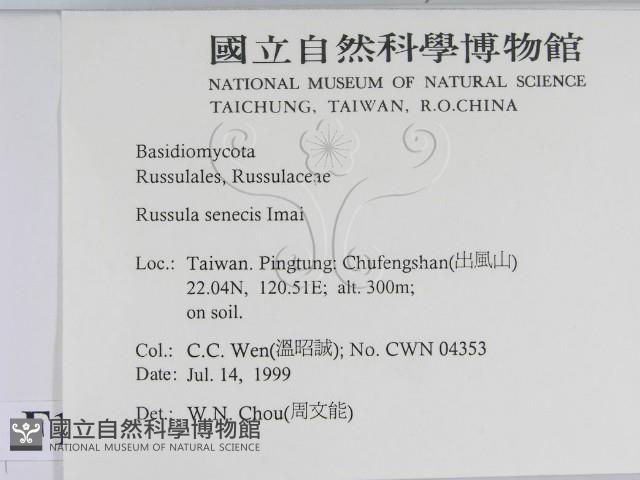 國立自然科學博物館
NATIONAL MUSEUM OF NATURAL SCIENCE
TAICHUNG, TAIWAN, R.O.CHINA
Basidiomycota
Russulales, Russulaceae
Russula senecis Imai
Loc.: Taiwan. Pingtung: Chufengshan(出風山)
22.04N, 120.51E; alt. 300m;
on soil.
Col.: C.C. Wen(溫昭誠); No. CWN 04353
Date: Jul. 14, 1999
Det.: W.N. Chou(周文能)
國立自然科學博物館
NATIONAL MUSEUM OF NATURAL SCIENCE